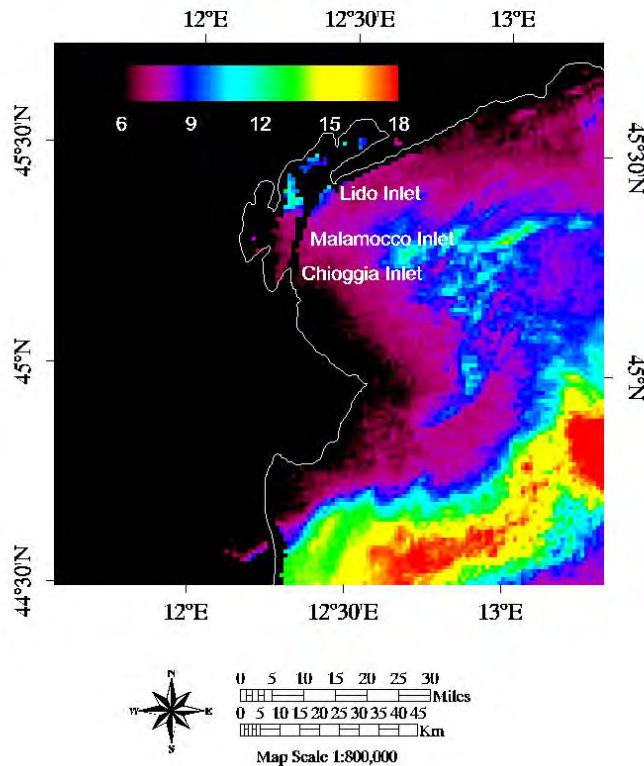 12°E 12°30'E 13°E
6 9 12 15 18
45°30'N 45°30'N
Lido Inlet
Malamocco Inlet
Chioggia Inlet
45°N 45°N
44°30'N 44°30'N
12°E 12°30'E 13°E
N
W E
S
0 5 10 15 20 25 30
Miles
0 5 10 15 20 25 30 35 40 45
Km
Map Scale 1:800,000